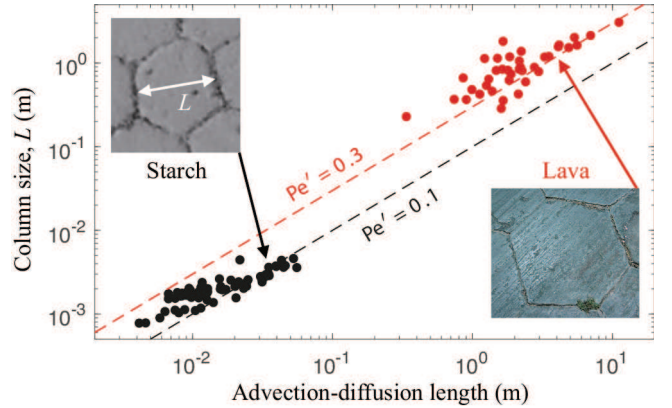 10⁰
10⁻¹
10⁻²
10⁻³
Column size, L (m)
L
Starch
Pe′ = 0.3
Pe′ = 0.1
Lava
10⁻²
10⁻¹
10⁰
10¹
Advection-diffusion length (m)